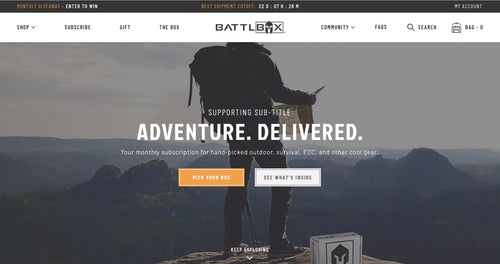 MONTHLY GIVEAWAY - ENTER TO WIN
NEXT SHIPMENT CUTOFF: 22 D : 07 H : 28 M
MY ACCOUNT
SHOP
SUBSCRIBE
GIFT
THE BOX
BATTLBOX
COMMUNITY
FAQS
SEARCH
BAG - 0
SUPPORTING SUB-TITLE
ADVENTURE. DELIVERED.
Your monthly subscription for hand-picked outdoor, survival, EDC, and other cool gear.
PICK YOUR BOX
SEE WHAT'S INSIDE
KEEP EXPLORING